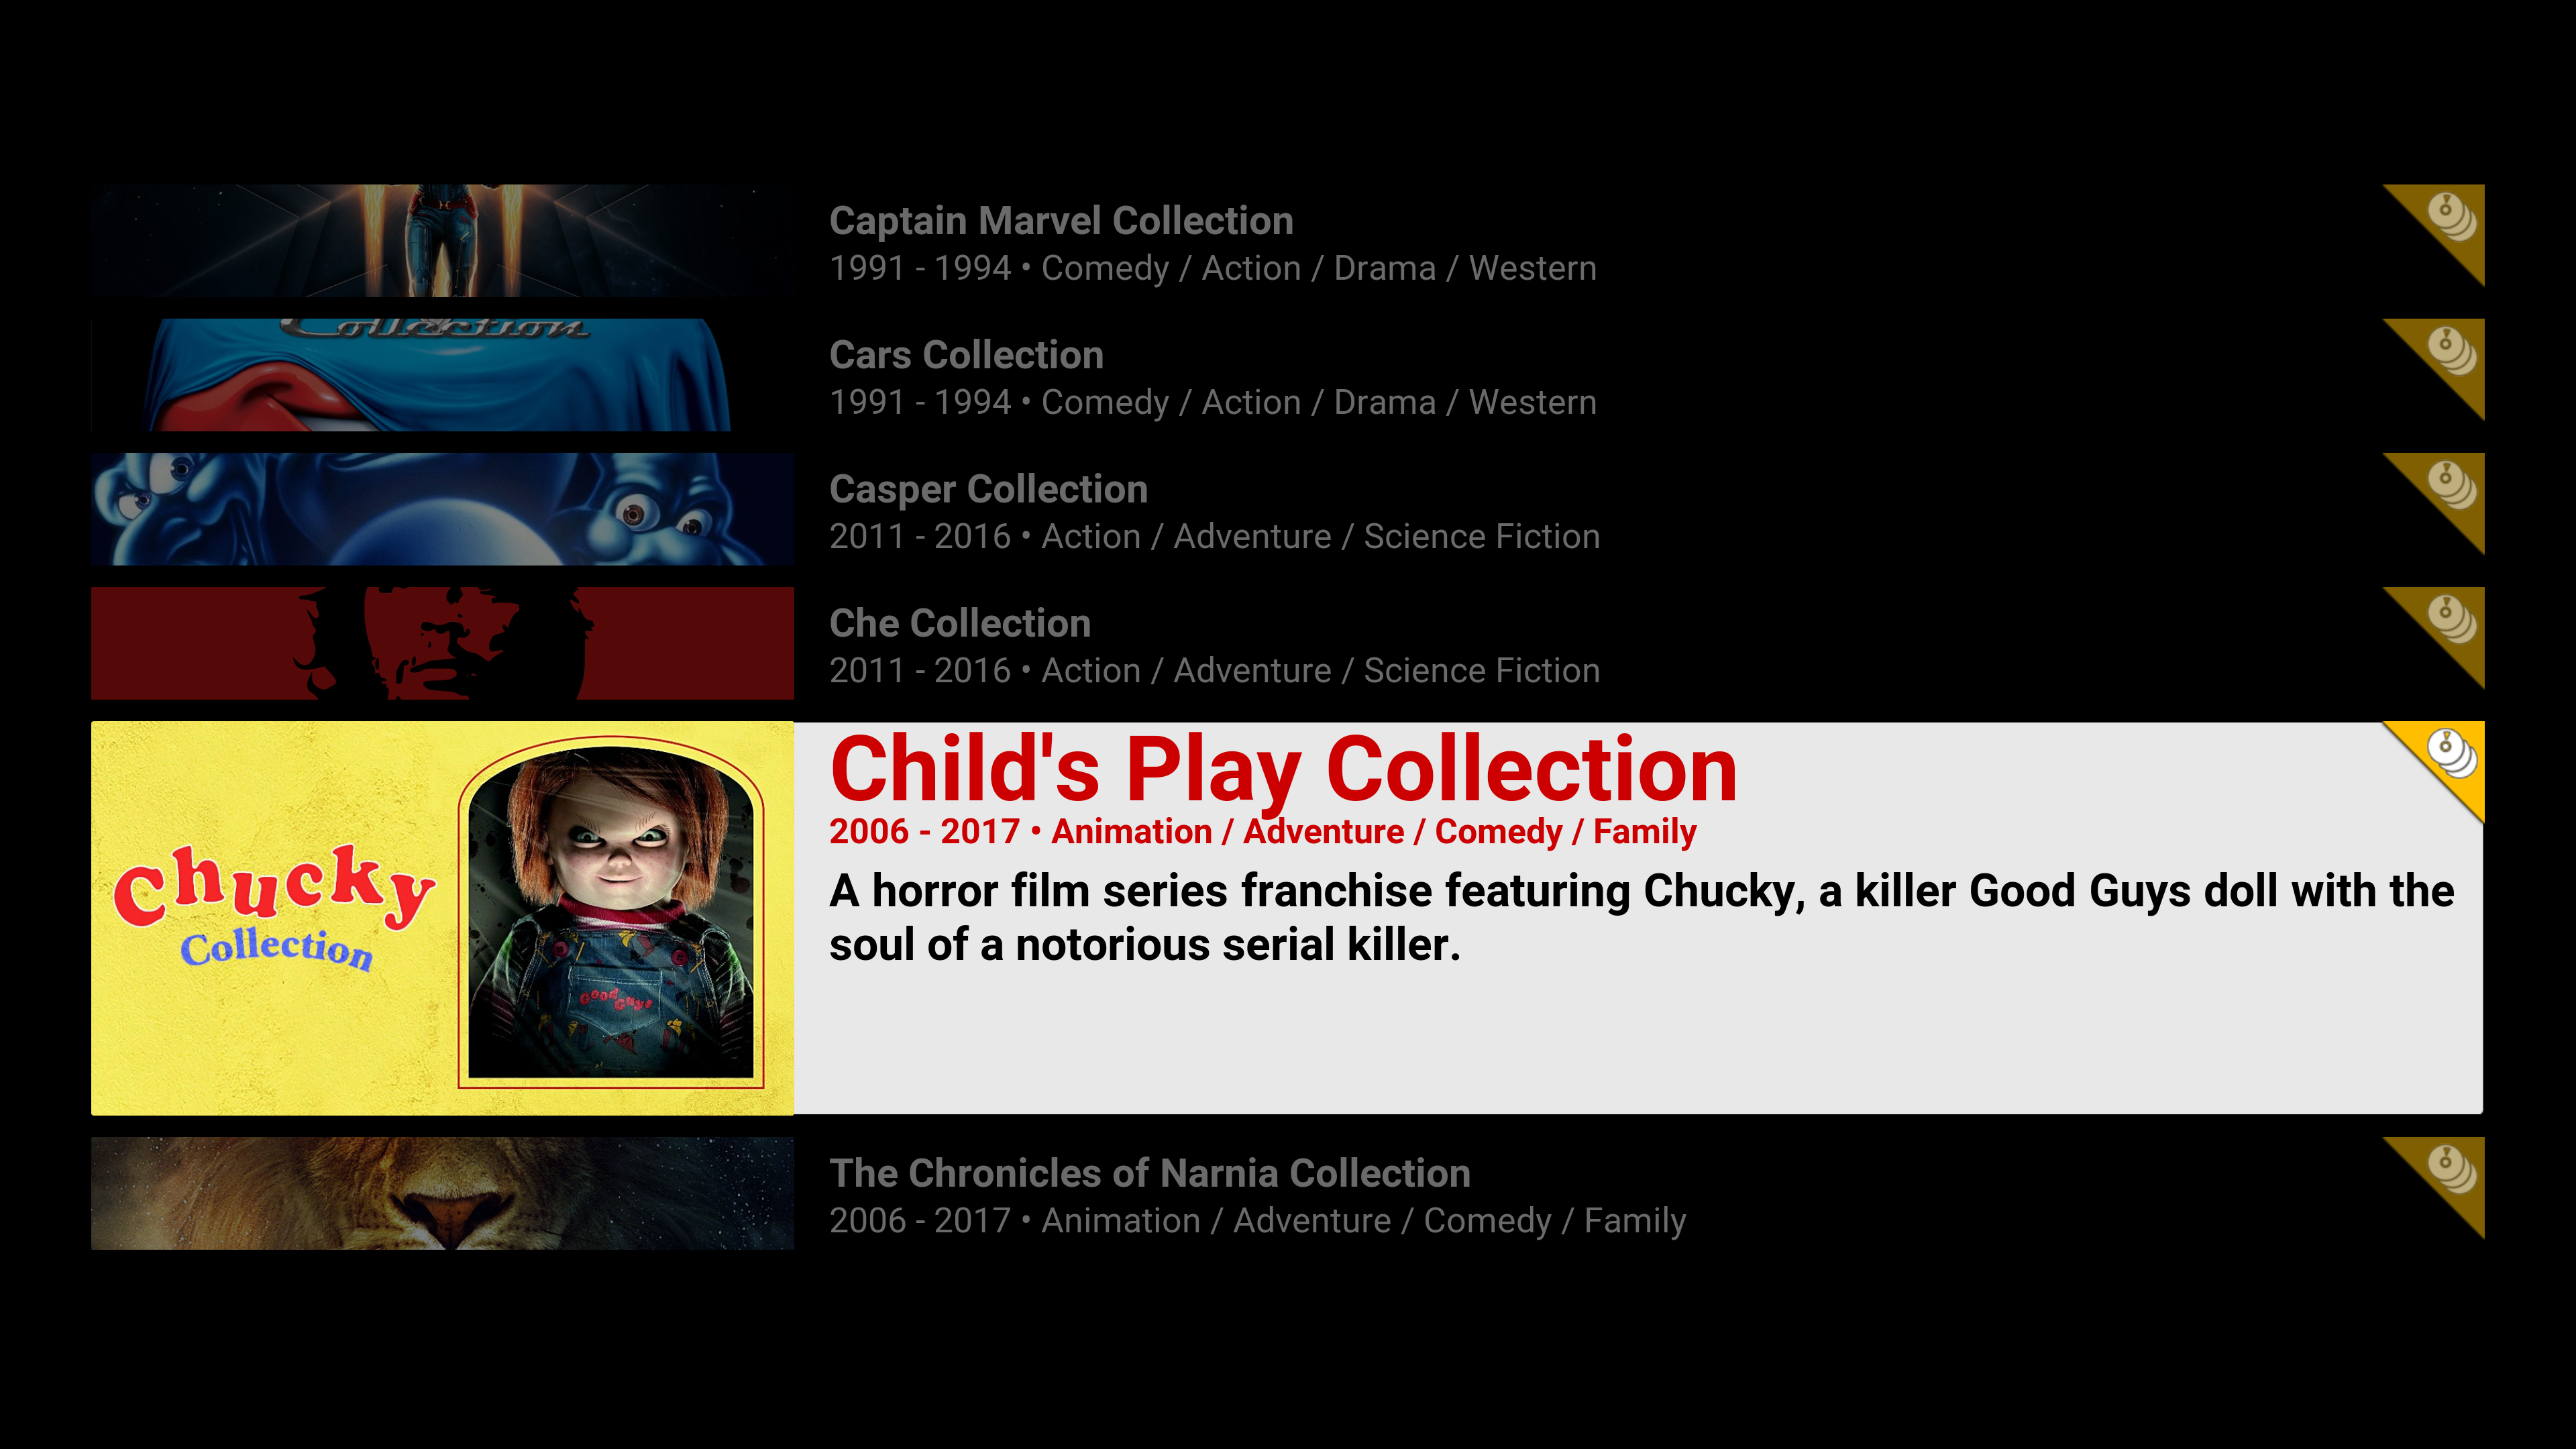 Captain Marvel Collection
1991 - 1994 • Comedy / Action / Drama / Western
Collection
Cars Collection
1991 - 1994 • Comedy / Action / Drama / Western
Casper Collection
2011 - 2016 • Action / Adventure / Science Fiction
Che Collection
2011 - 2016 • Action / Adventure / Science Fiction
Chucky
Collection
Good Guys
Child's Play Collection
2006 - 2017 • Animation / Adventure / Comedy / Family
A horror film series franchise featuring Chucky, a killer Good Guys doll with the
soul of a notorious serial killer.
The Chronicles of Narnia Collection
2006 - 2017 • Animation / Adventure / Comedy / Family